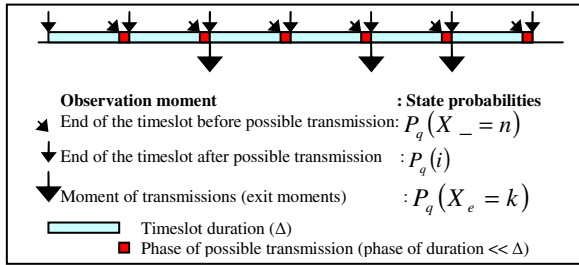 Observation moment : State probabilities
End of the timeslot before possible transmission: P_q(X_− = n)
End of the timeslot after possible transmission : P_q(i)
Moment of transmissions (exit moments) : P_q(X_e = k)
Timeslot duration (Δ)
Phase of possible transmission (phase of duration << Δ)